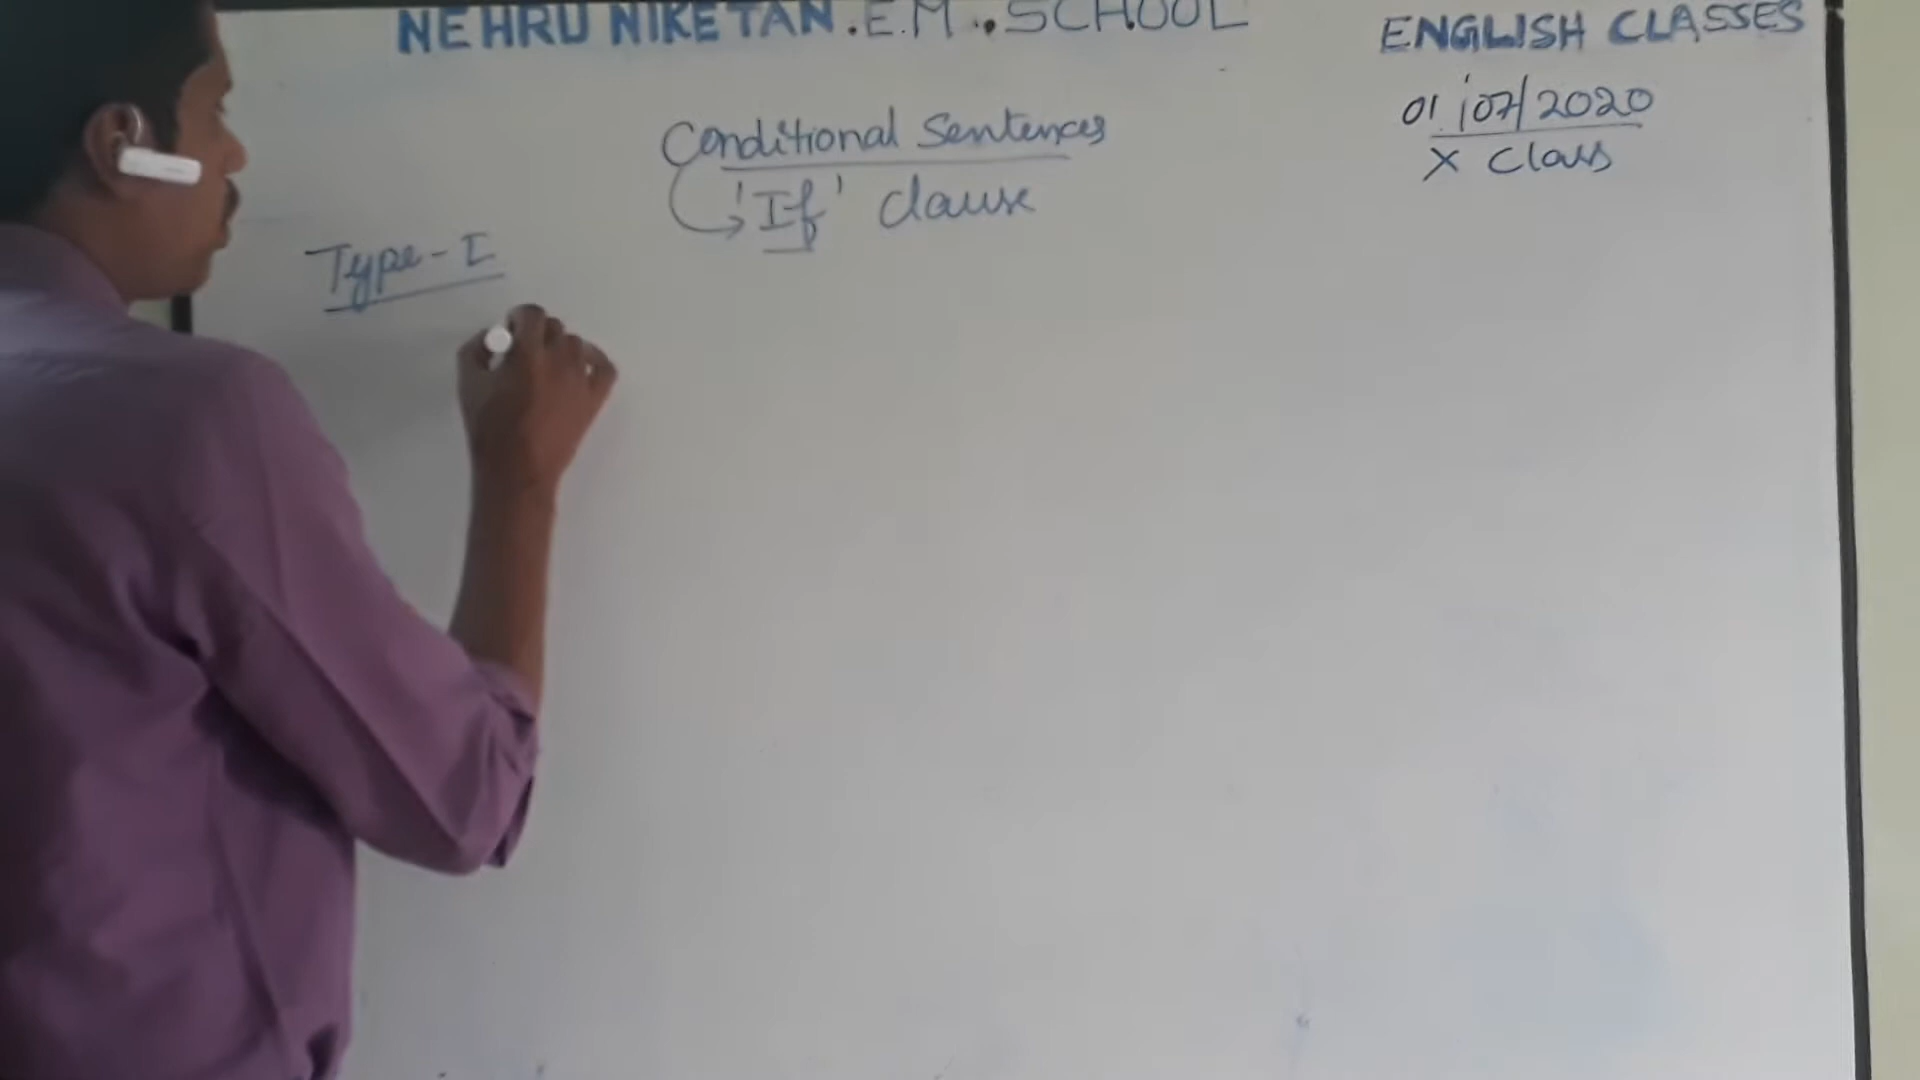 NEHRU NIKETAN.E.M..SCHOOL
ENGLISH CLASSES
01/07/2020
X Class
Conditional Sentences
'If' clause
Type-I